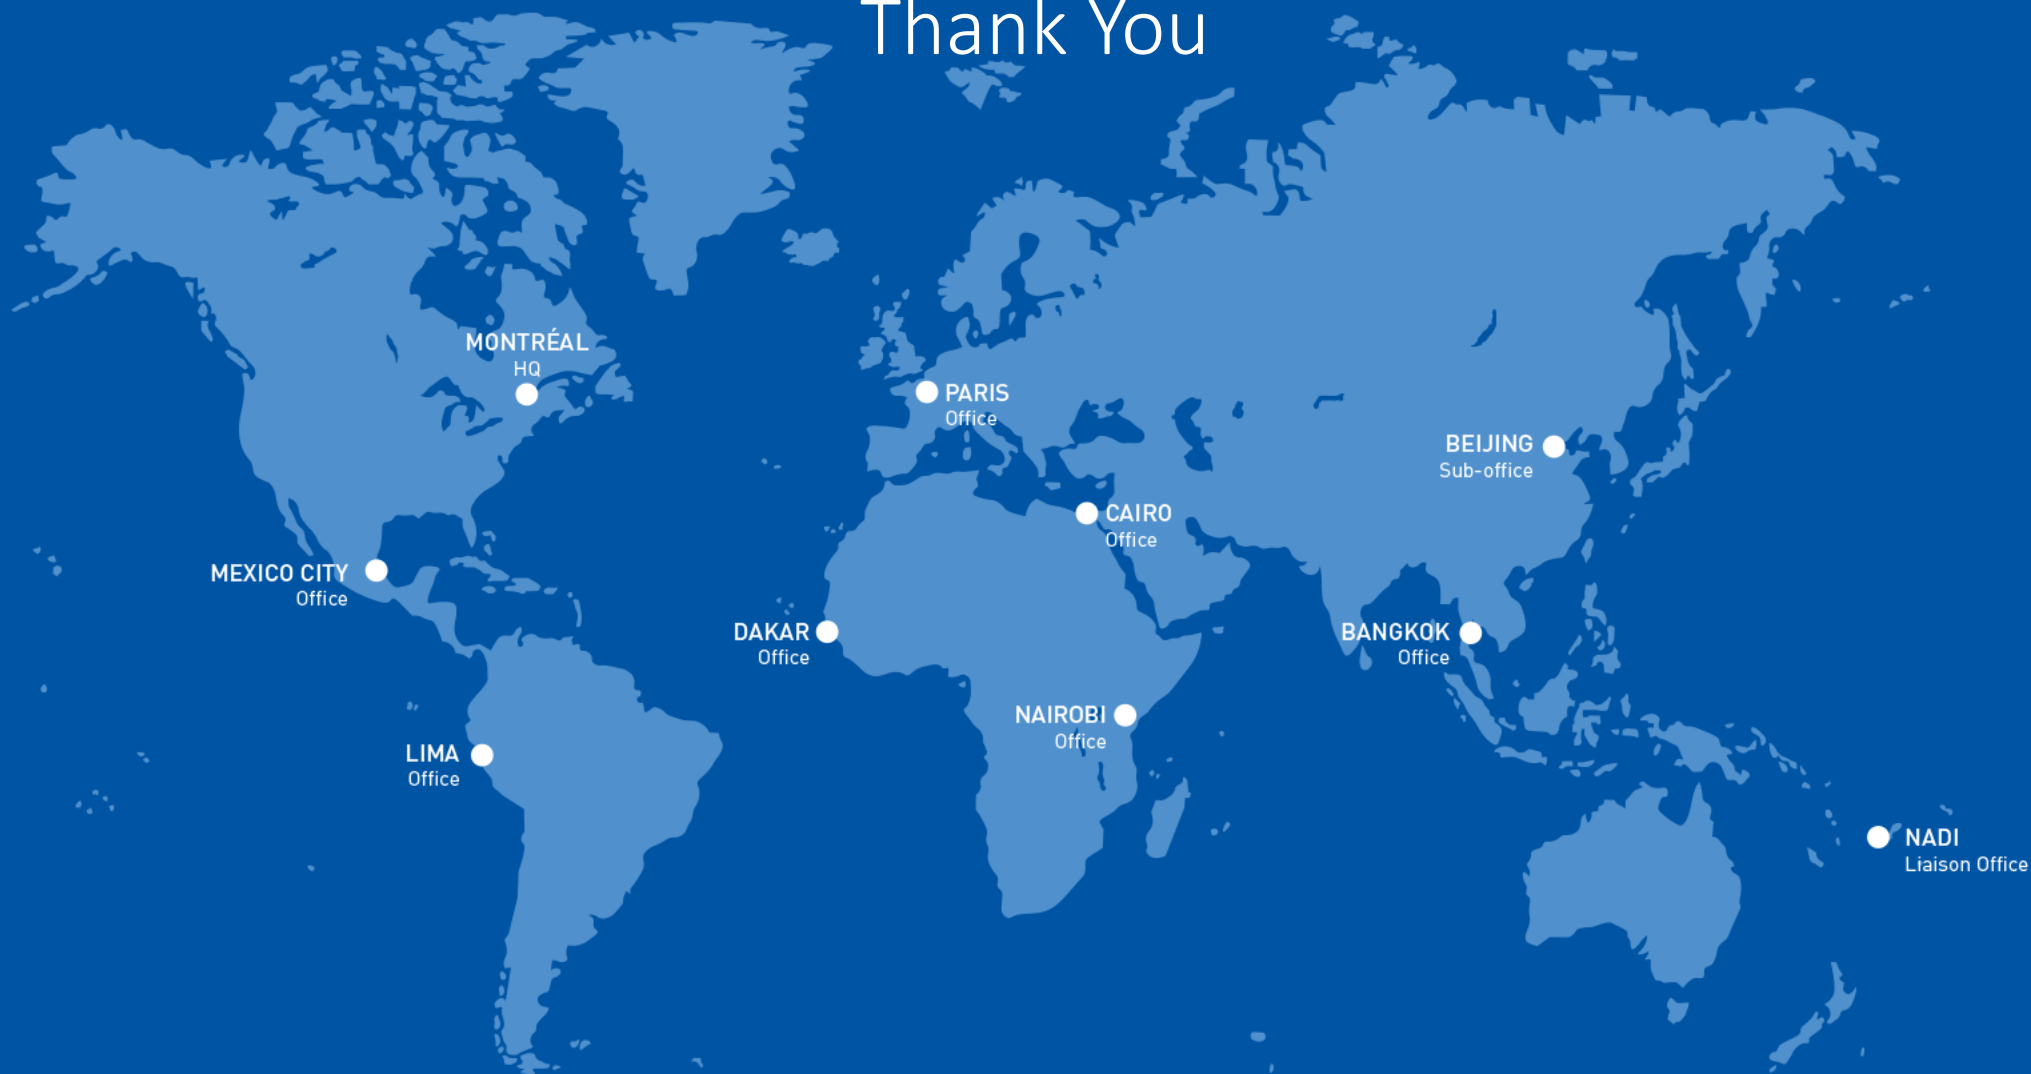 Thank You
MONTRÉAL
HQ
PARIS
Office
BEIJING
Sub-office
CAIRO
Office
MEXICO CITY
Office
DAKAR
Office
BANGKOK
Office
NAIROBI
Office
LIMA
Office
NADI
Liaison Office